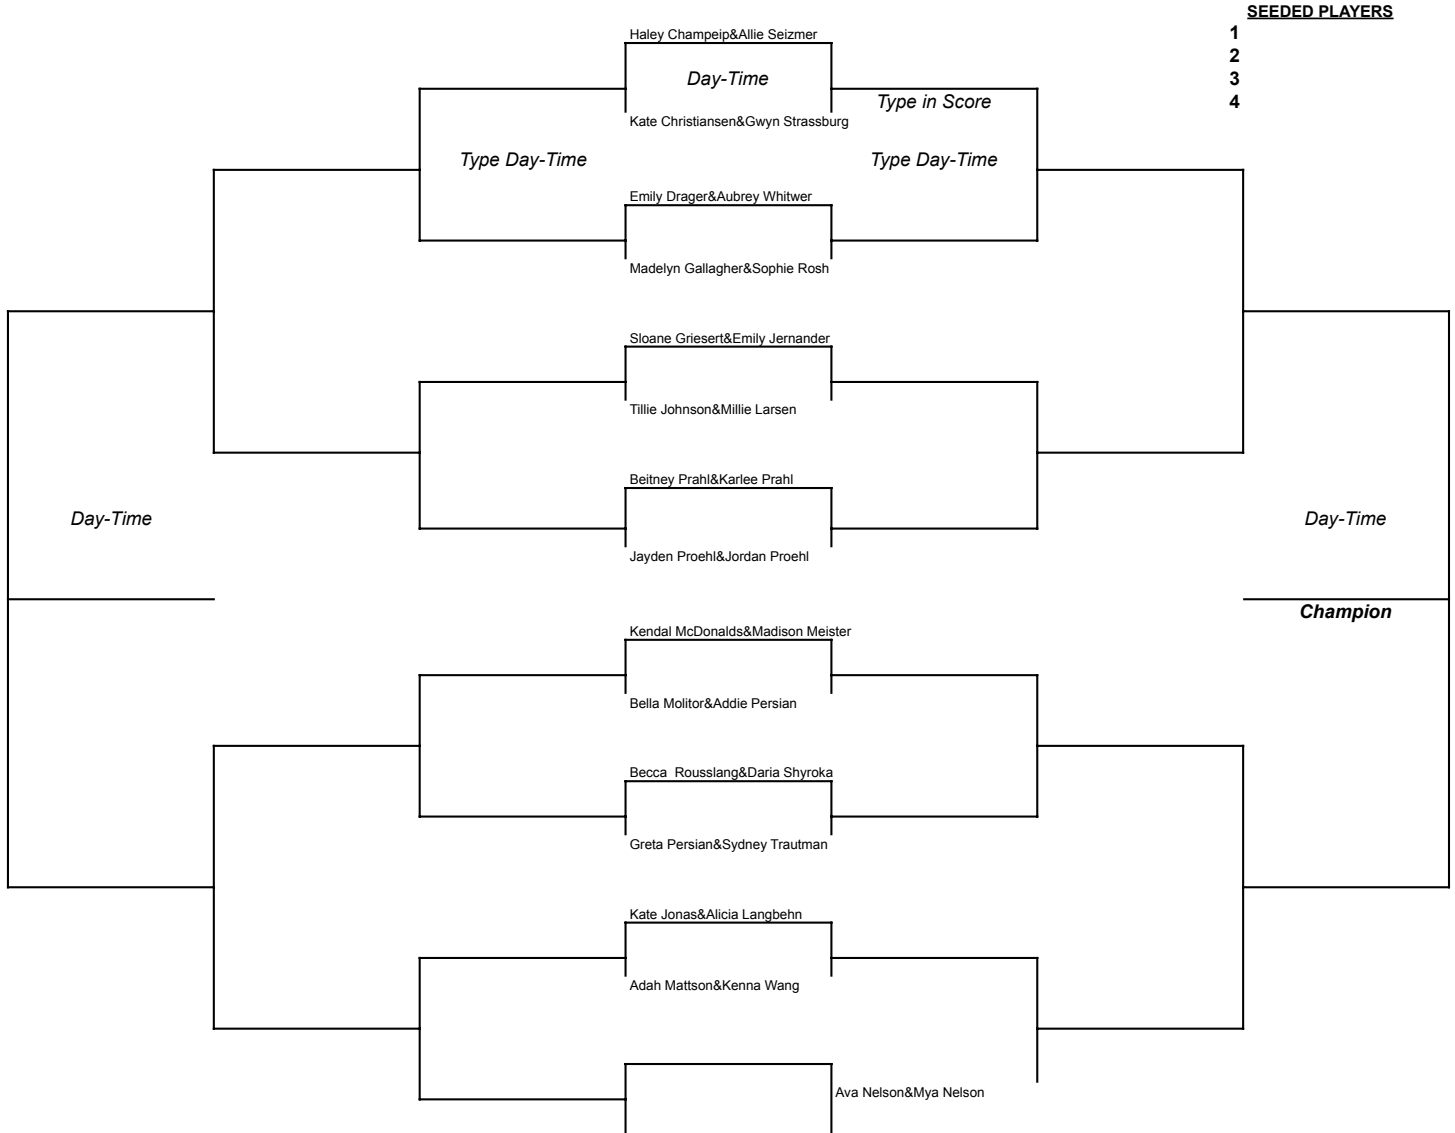 SEEDED PLAYERS
1
2
3
4
Haley Champeip&Allie Seizmer
Day-Time
Type in Score
Kate Christiansen&Gwyn Strassburg
Type Day-Time
Type Day-Time
Emily Drager&Aubrey Whitwer
Madelyn Gallagher&Sophie Rosh
Sloane Griesert&Emily Jernander
Tillie Johnson&Millie Larsen
Beitney Prahl&Karlee Prahl
Day-Time
Day-Time
Jayden Proehl&Jordan Proehl
Champion
Kendal McDonalds&Madison Meister
Bella Molitor&Addie Persian
Becca  Rousslang&Daria Shyroka
Greta Persian&Sydney Trautman
Kate Jonas&Alicia Langbehn
Adah Mattson&Kenna Wang
Ava Nelson&Mya Nelson